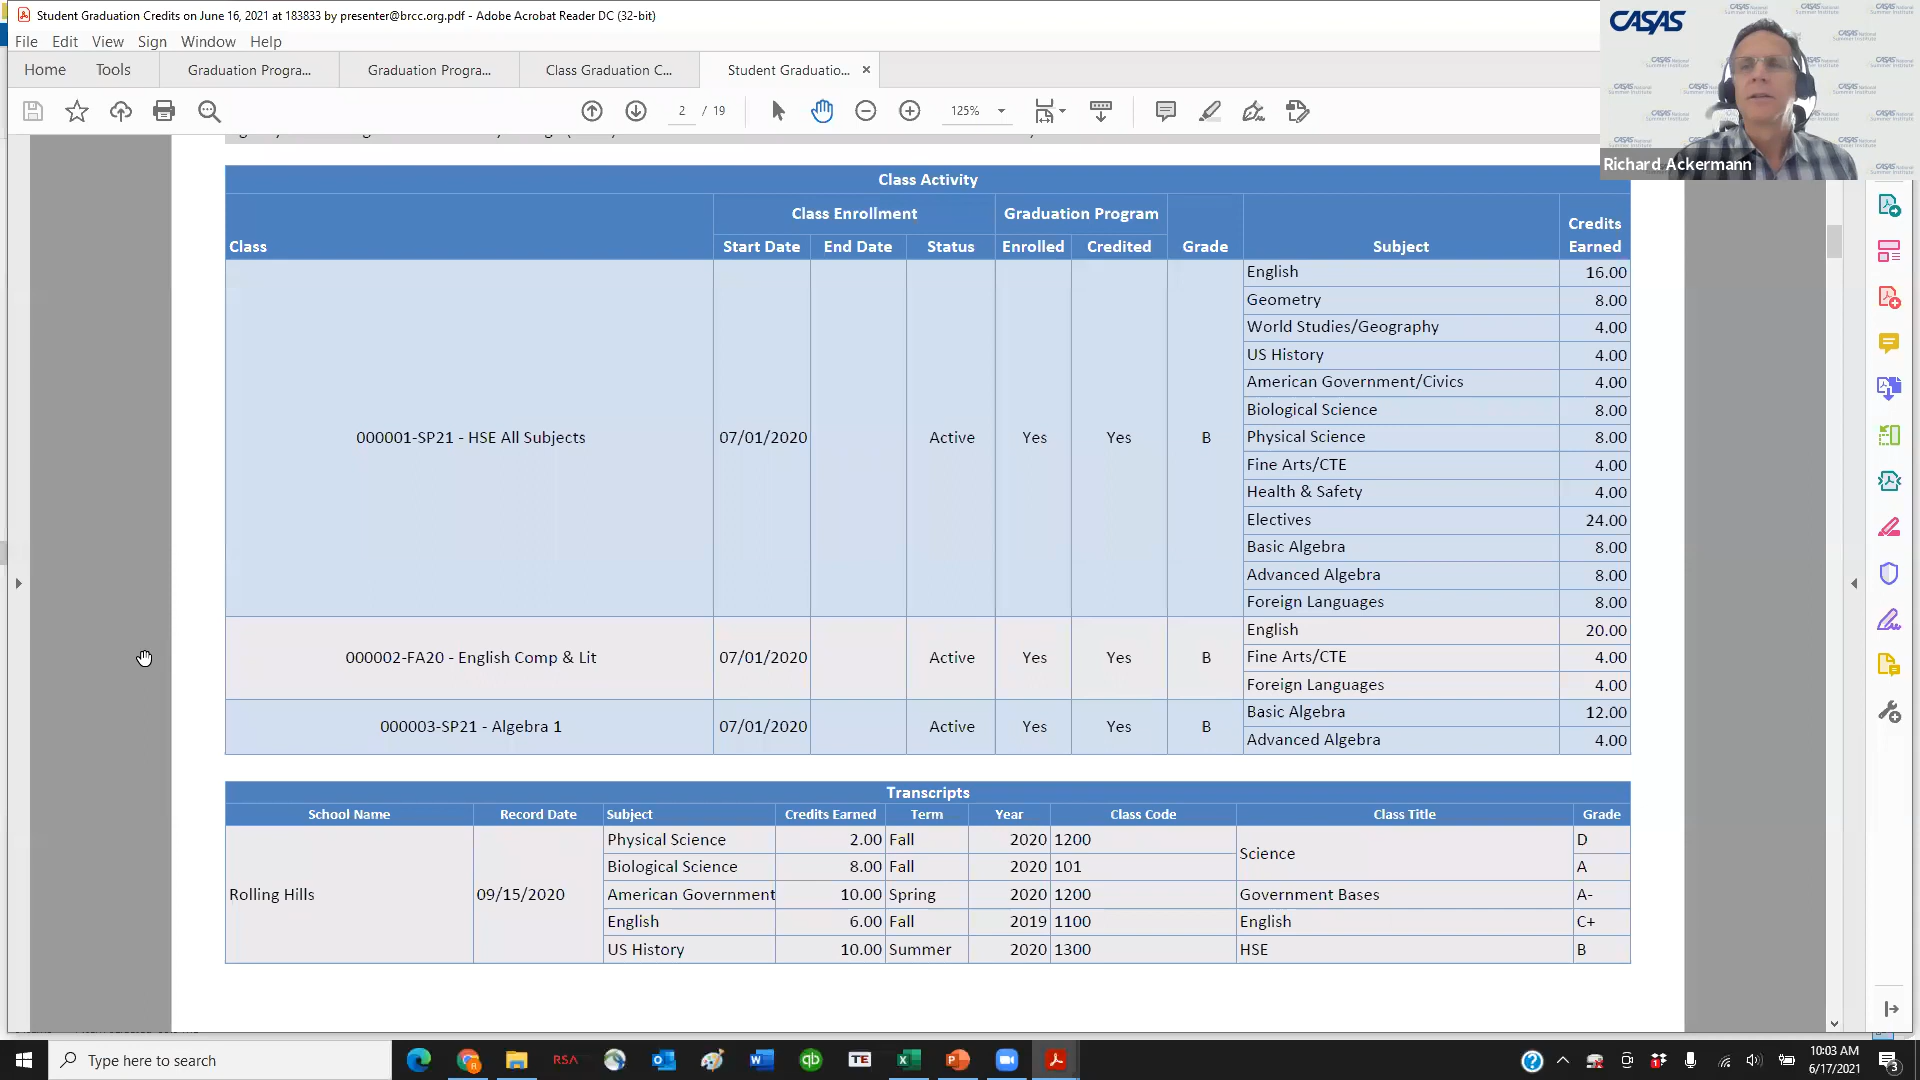 Student Graduation Credits on June 16, 2021 at 183833 by presenter@brcc.org.pdf - Adobe Acrobat Reader DC (32-bit)
File Edit View Sign Window Help
Home Tools Graduation Progra... Graduation Progra... Class Graduation C... Student Graduatio... ×
2 / 19 125%
CASAS
Richard Ackermann
Class Activity
Class Enrollment Graduation Program Credits
Class Start Date End Date Status Enrolled Credited Grade Subject Earned
English 16.00
Geometry 8.00
World Studies/Geography 4.00
US History 4.00
American Government/Civics 4.00
Biological Science 8.00
000001-SP21 - HSE All Subjects 07/01/2020 Active Yes Yes B Physical Science 8.00
Fine Arts/CTE 4.00
Health & Safety 4.00
Electives 24.00
Basic Algebra 8.00
Advanced Algebra 8.00
Foreign Languages 8.00
English 20.00
000002-FA20 - English Comp & Lit 07/01/2020 Active Yes Yes B Fine Arts/CTE 4.00
Foreign Languages 4.00
000003-SP21 - Algebra 1 07/01/2020 Active Yes Yes B Basic Algebra 12.00
Advanced Algebra 4.00
Transcripts
School Name Record Date Subject Credits Earned Term Year Class Code Class Title Grade
Physical Science 2.00 Fall 2020 1200 Science D
Biological Science 8.00 Fall 2020 101 A
Rolling Hills 09/15/2020 American Government 10.00 Spring 2020 1200 Government Bases A-
English 6.00 Fall 2019 1100 English C+
US History 10.00 Summer 2020 1300 HSE B
Type here to search
RSA
TE
10:03 AM
6/17/2021
3